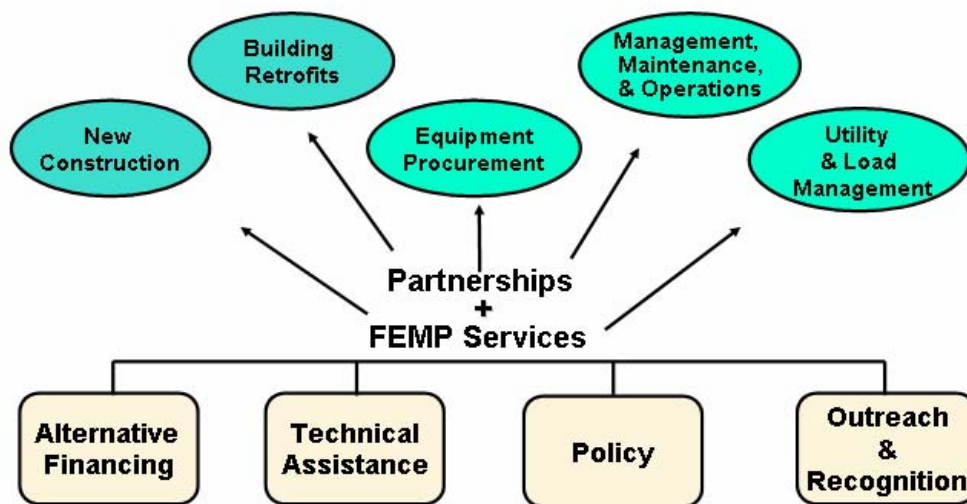 Building
Retrofits
Management,
Maintenance,
& Operations
New
Construction
Equipment
Procurement
Utility
& Load
Management
Partnerships
+
FEMP Services
Alternative
Financing
Technical
Assistance
Policy
Outreach
&
Recognition